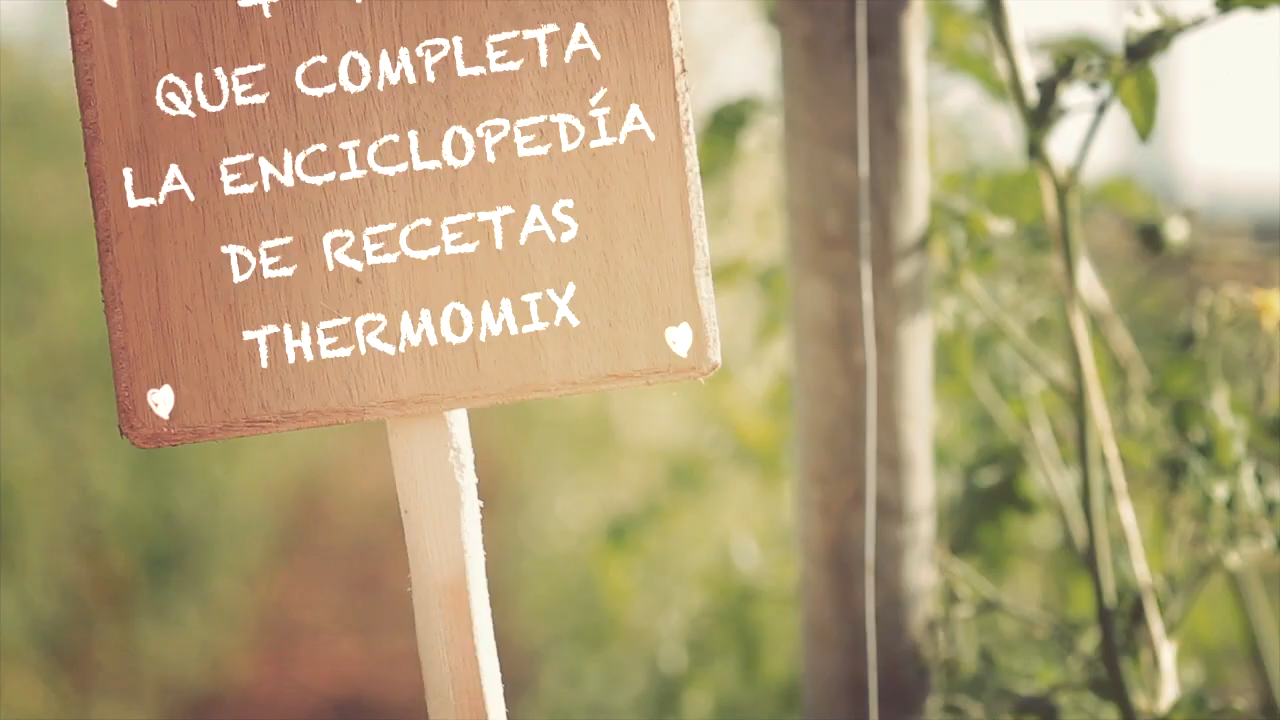 QUE COMPLETA
LA ENCICLOPEDÍA
DE RECETAS
THERMOMIX